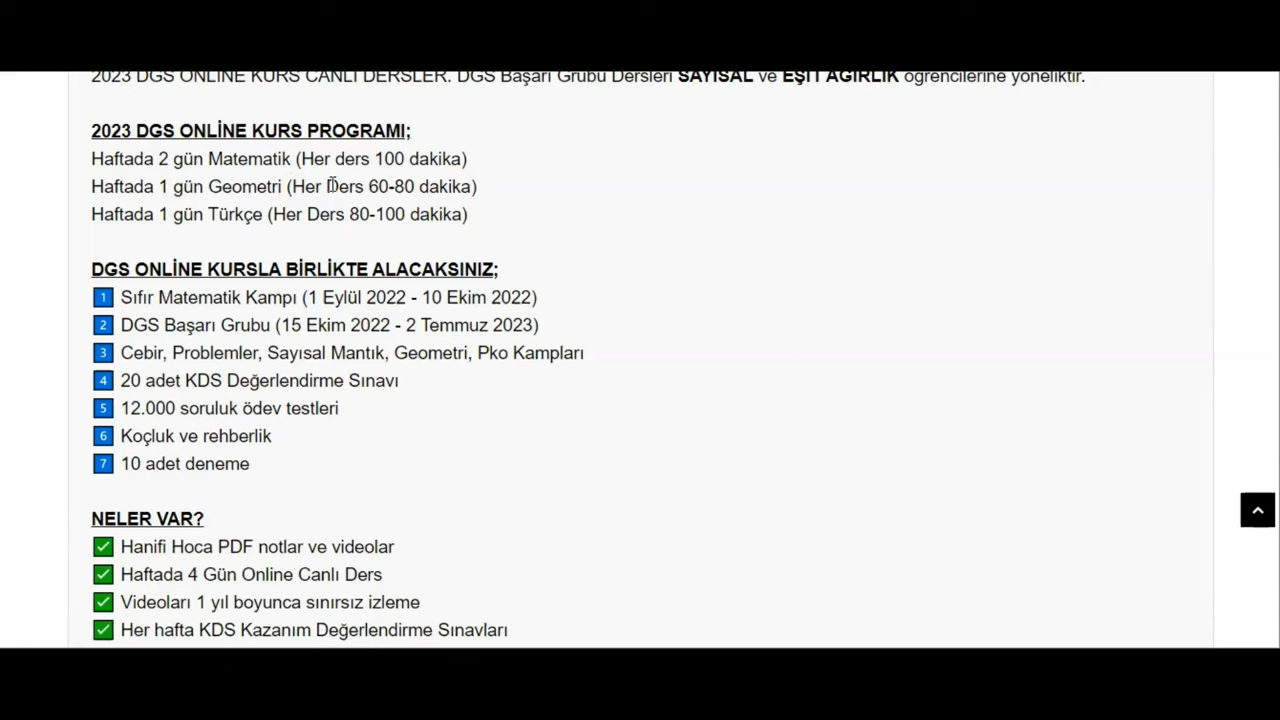 2023 DGS ONLİNE KURS CANLI DERSLER. DGS Başarı Grubu Dersleri SAYISAL ve EŞİT AĞIRLIK öğrencilerine yöneliktir.
2023 DGS ONLİNE KURS PROGRAMI;
Haftada 2 gün Matematik (Her ders 100 dakika)
Haftada 1 gün Geometri (Her Ders 60-80 dakika)
Haftada 1 gün Türkçe (Her Ders 80-100 dakika)
DGS ONLİNE KURSLA BİRLİKTE ALACAKSINIZ;
1 Sıfır Matematik Kampı (1 Eylül 2022 - 10 Ekim 2022)
2 DGS Başarı Grubu (15 Ekim 2022 - 2 Temmuz 2023)
3 Cebir, Problemler, Sayısal Mantık, Geometri, Pko Kampları
4 20 adet KDS Değerlendirme Sınavı
5 12.000 soruluk ödev testleri
6 Koçluk ve rehberlik
7 10 adet deneme
NELER VAR?
Hanifi Hoca PDF notlar ve videolar
Haftada 4 Gün Online Canlı Ders
Videoları 1 yıl boyunca sınırsız izleme
Her hafta KDS Kazanım Değerlendirme Sınavları